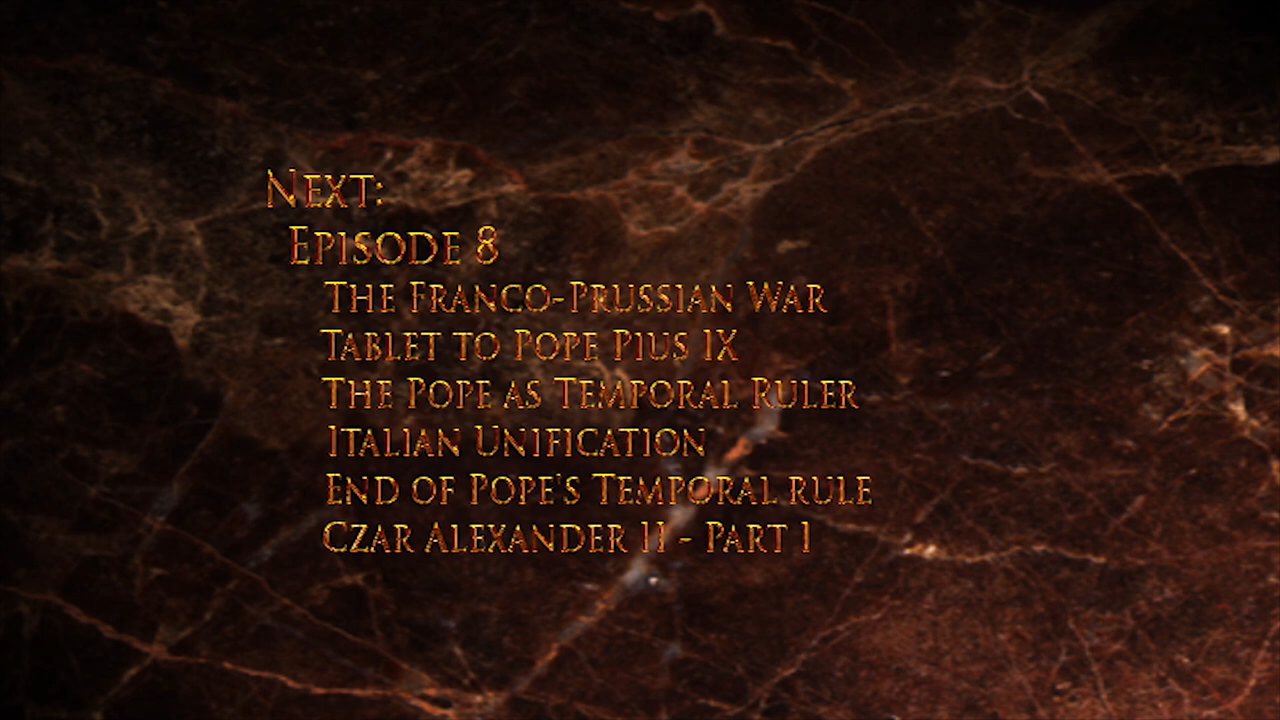 Next:
Episode 8
The Franco-Prussian War
Tablet to Pope Pius IX
The Pope as Temporal Ruler
Italian Unification
End of Pope's Temporal rule
Czar Alexander II - Part I